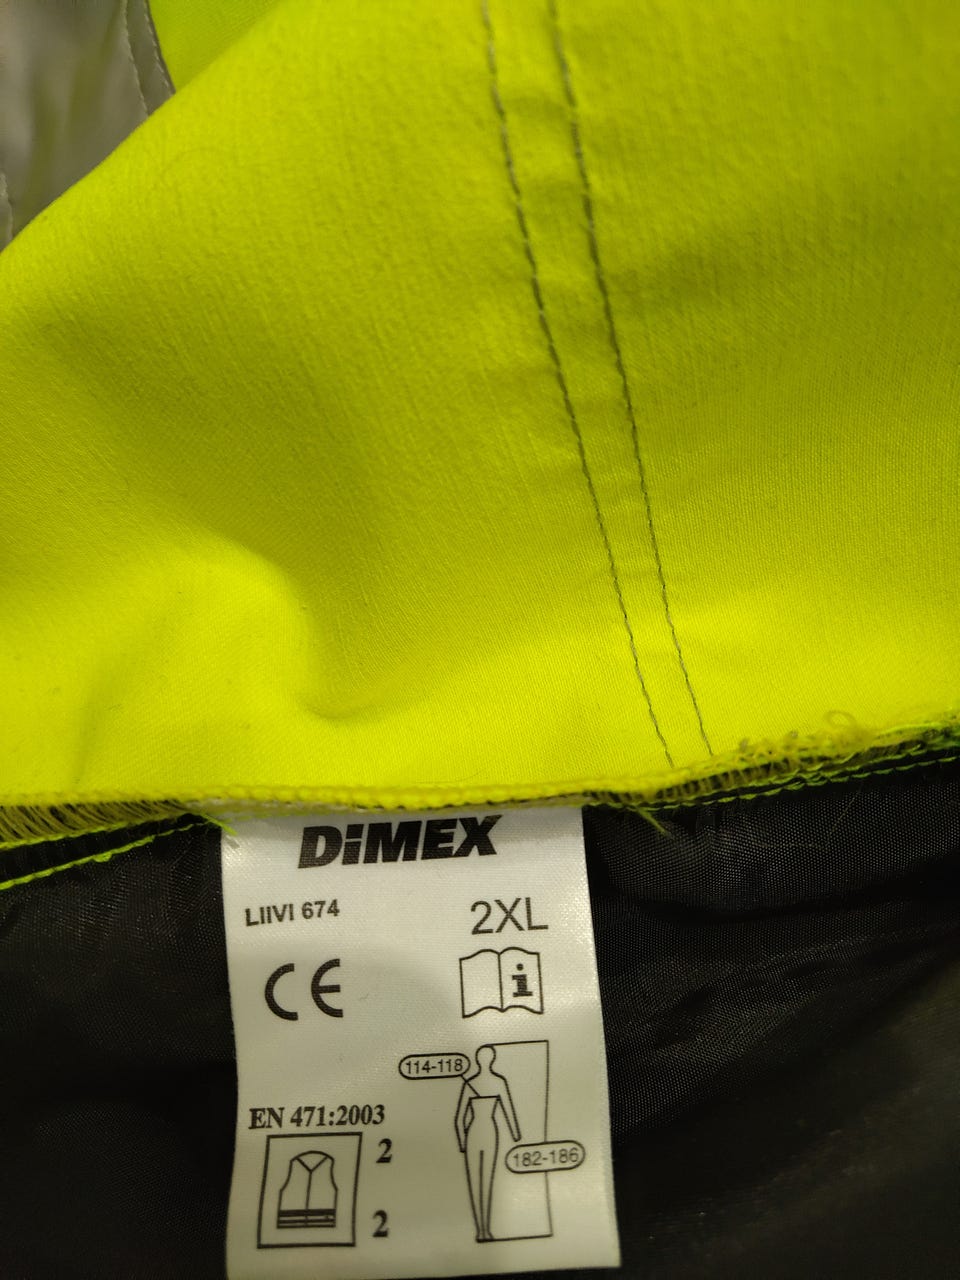 DiMEX
LIIVI 674
2XL
CE
i
114-118
EN 471:2003
2
182-186
2